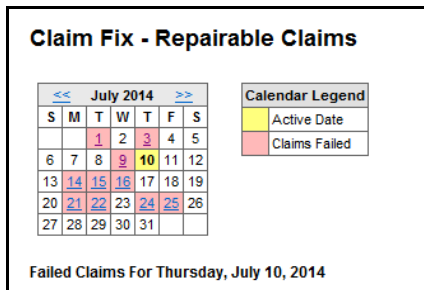 Claim Fix - Repairable Claims
<< July 2014 >>
S M T W T F S
1 2 3 4 5
6 7 8 9 10 11 12
13 14 15 16 17 18 19
20 21 22 23 24 25 26
27 28 29 30 31
Calendar Legend
Active Date
Claims Failed
Failed Claims For Thursday, July 10, 2014